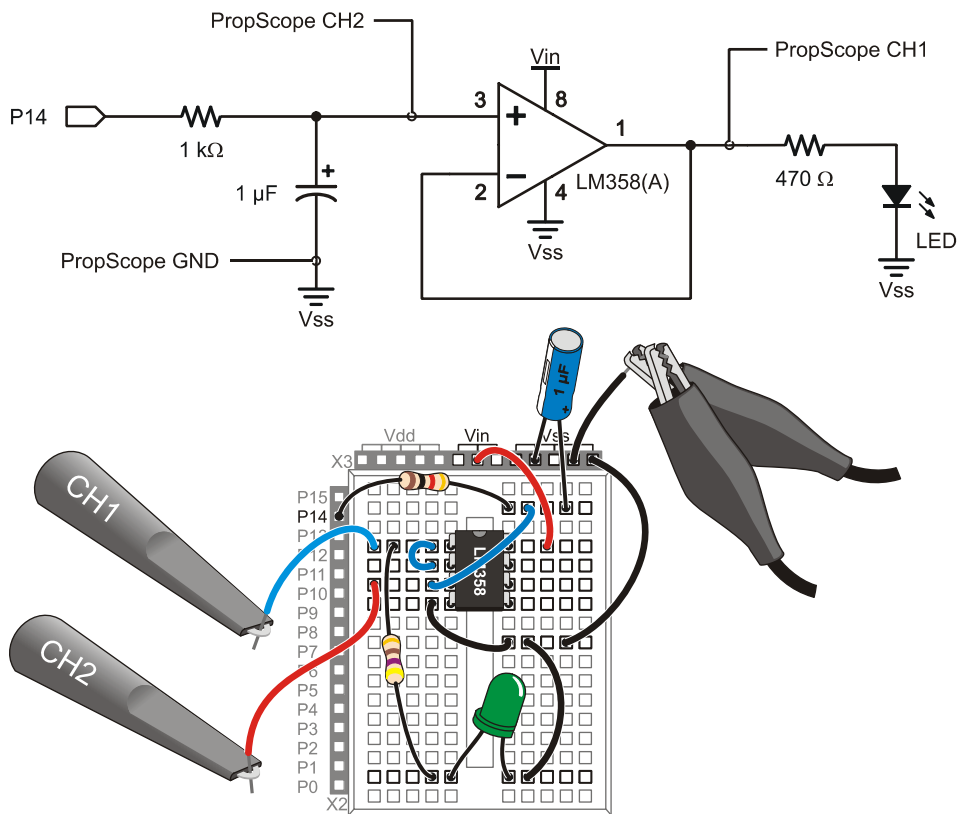 PropScope CH2
Vin
PropScope CH1
P14
3
8
+
1
1 kΩ
−
2
4
LM358(A)
470 Ω
+
1 µF
Vss
LED
PropScope GND
Vss
Vss
1 µF
+
Vdd
Vin
Vss
X3
P15
P14
P13
P12
P11
P10
P9
P8
P7
P6
P5
P4
P3
P2
P1
P0
X2
LM358
CH1
CH2